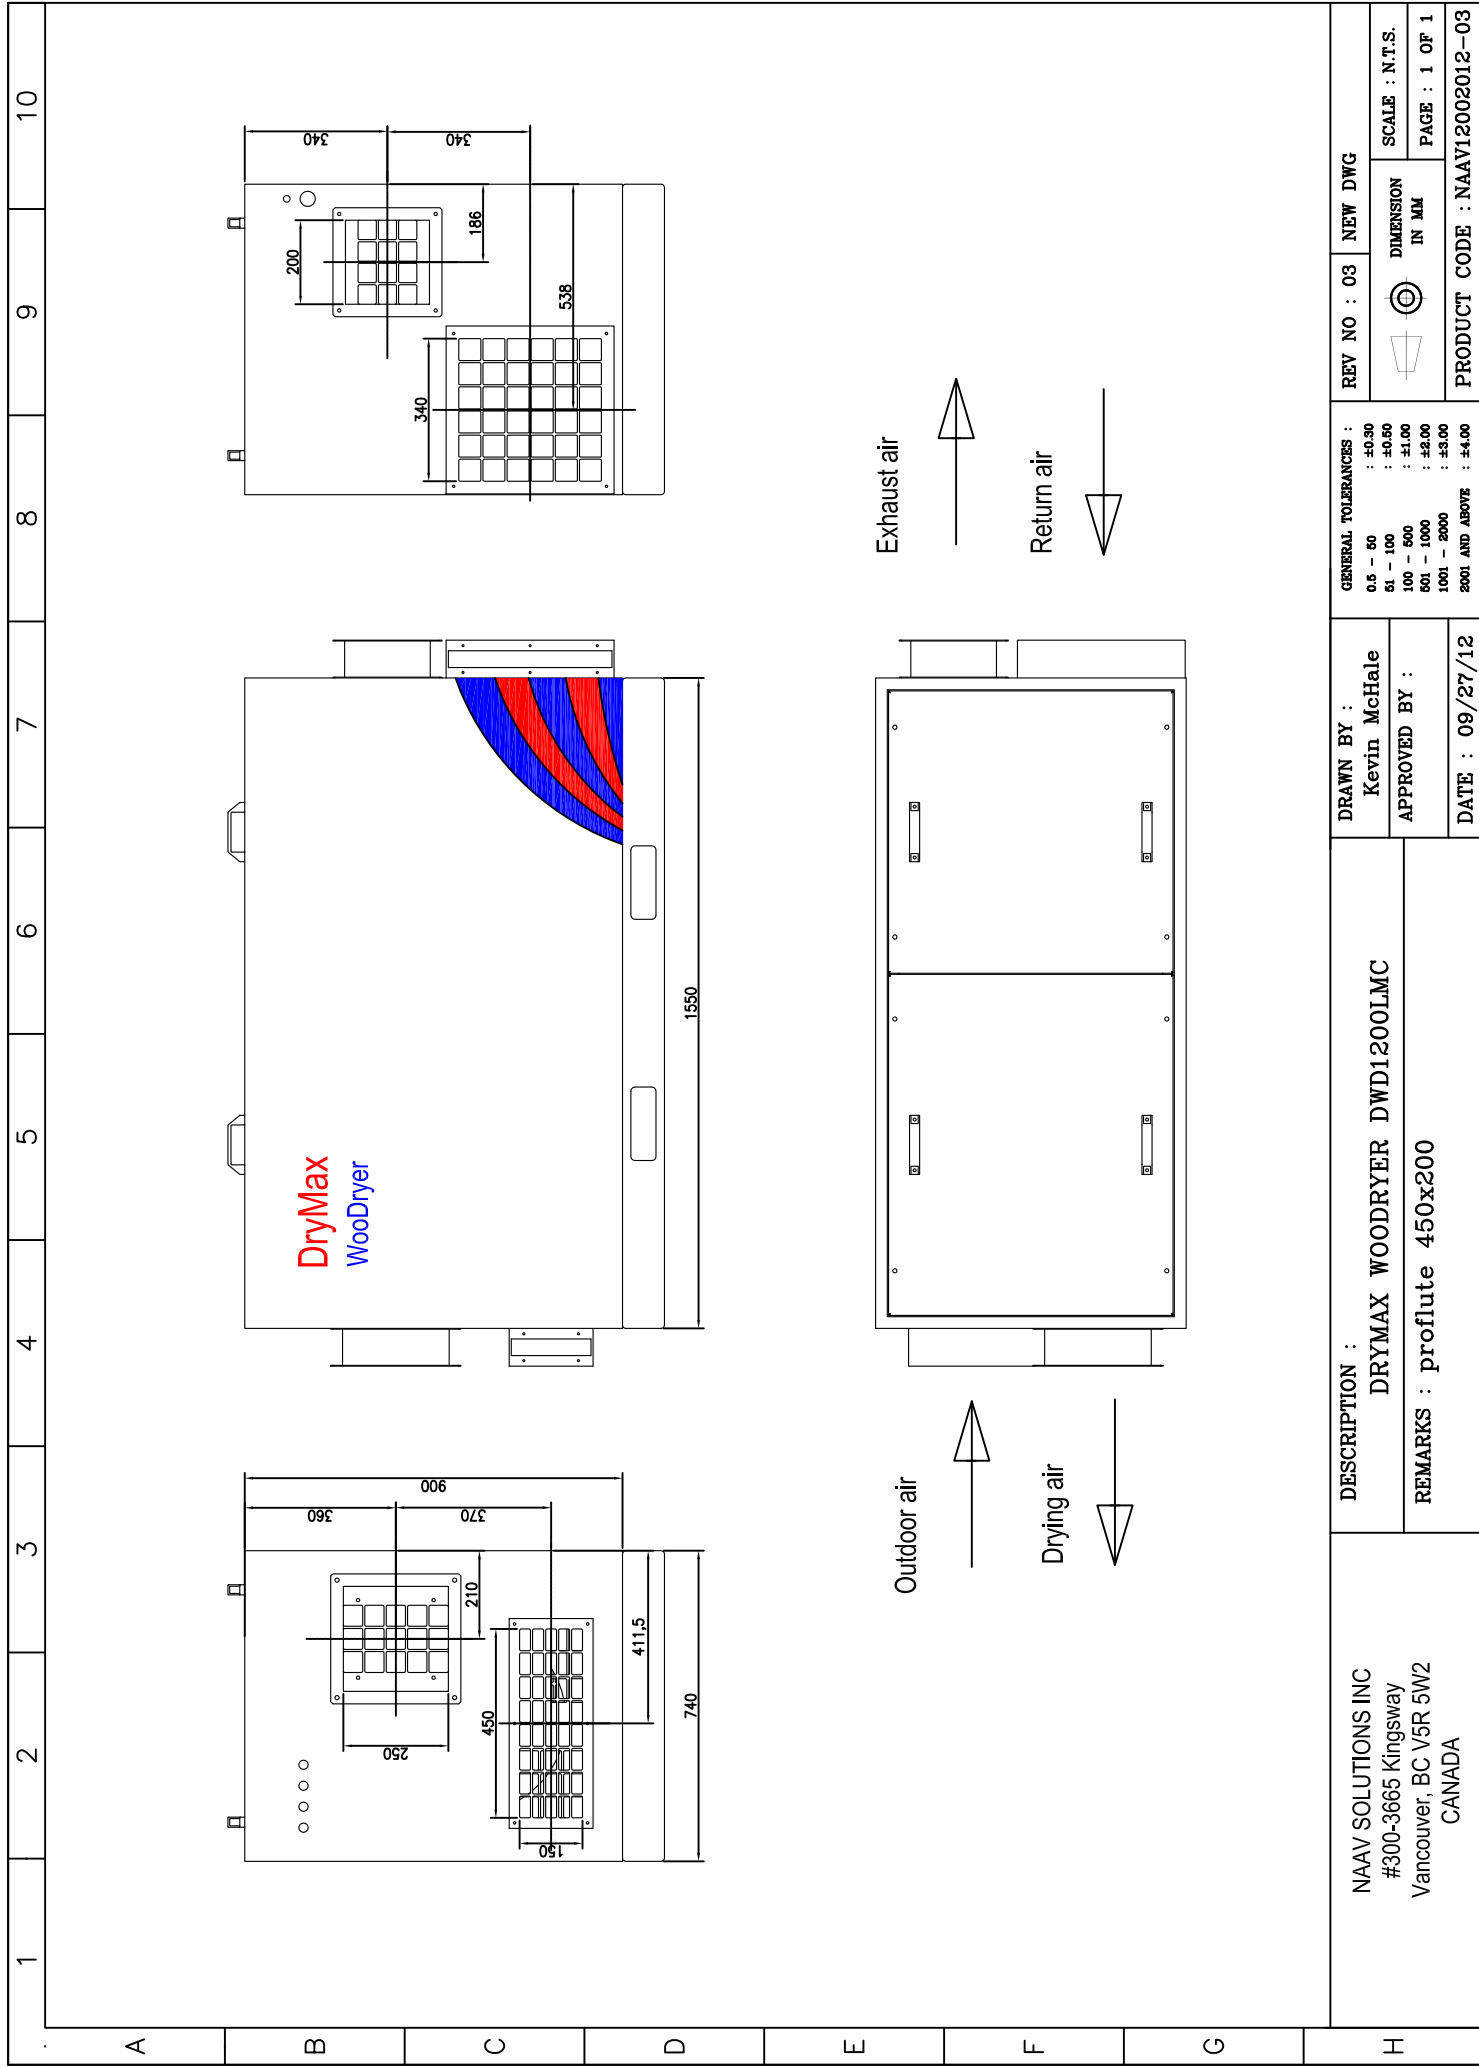 1 2 3 4 5 6 7 8 9 10
A
B
C
D
E
F
G
H
900
360
370
210
250
450
411,5
150
740
DryMax
WooDryer
1550
340
340
200
186
538
340
Outdoor air
Drying air
Exhaust air
Return air
NAAV SOLUTIONS INC
#300-3665 Kingsway
Vancouver, BC V5R 5W2
CANADA
DESCRIPTION :
DRYMAX WOODRYER DWD1200LMC
REMARKS : proflute 450x200
DRAWN BY :
Kevin McHale
APPROVED BY :
DATE : 09/27/12
GENERAL TOLERANCES :
0.5 - 50 : ±0.30
51 - 100 : ±0.50
100 - 500 : ±1.00
501 - 1000 : ±2.00
1001 - 2000 : ±3.00
2001 AND ABOVE : ±4.00
REV NO : 03 NEW DWG
DIMENSION
IN MM
SCALE : N.T.S.
PAGE : 1 OF 1
PRODUCT CODE : NAAV12002012-03